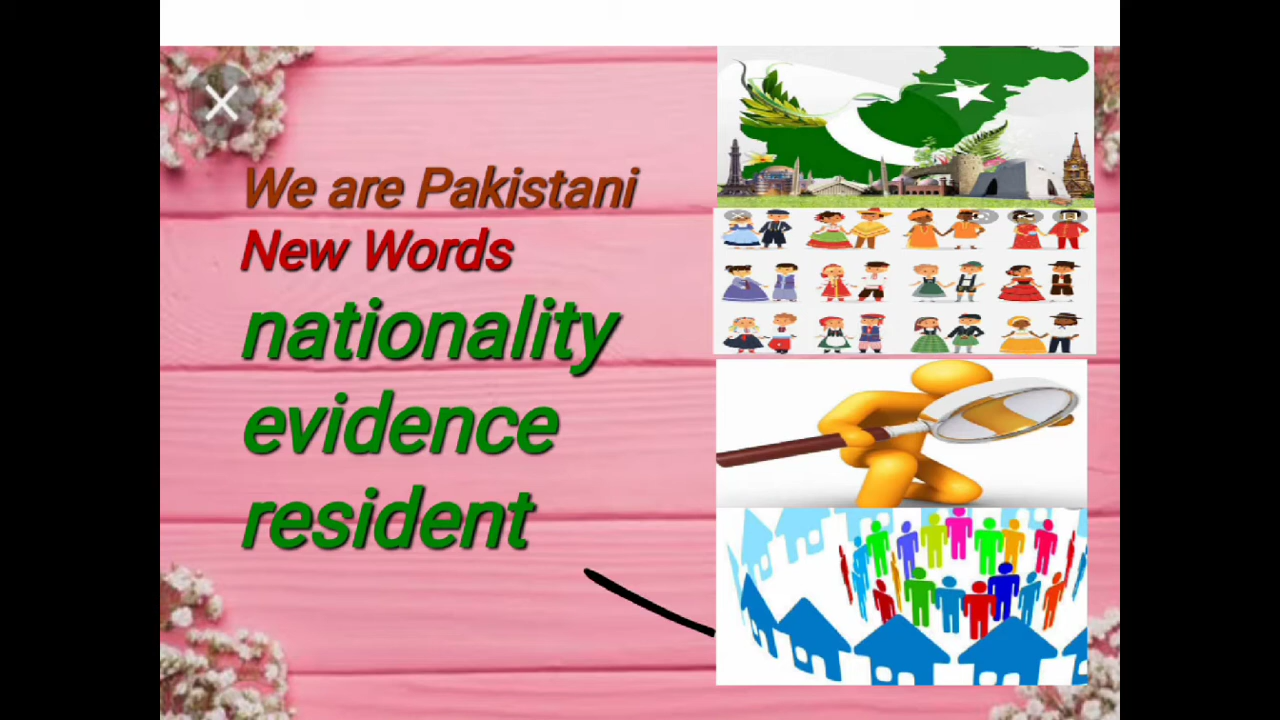 We are Pakistani
New Words
nationality
evidence
resident